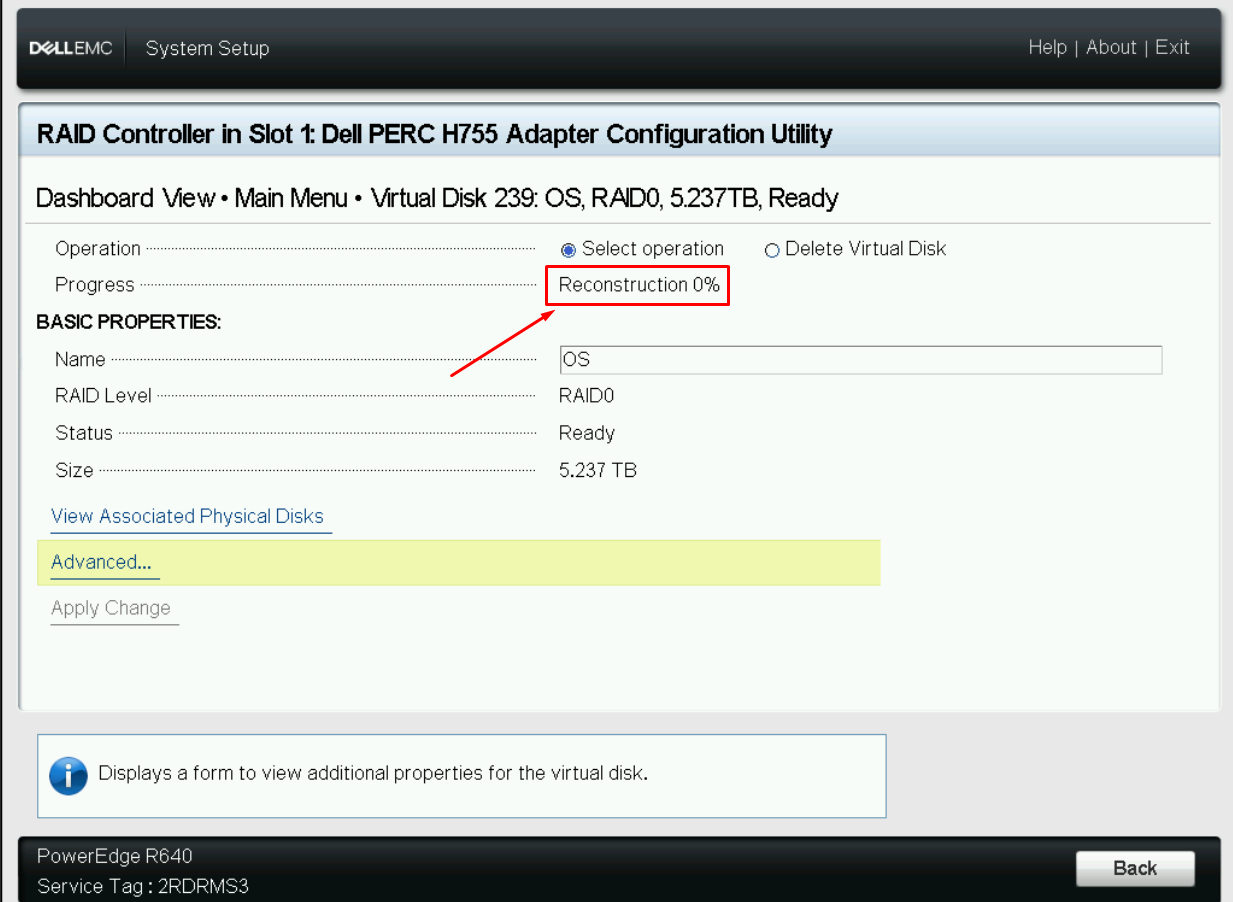 DELLEMC System Setup Help | About | Exit
RAID Controller in Slot 1: Dell PERC H755 Adapter Configuration Utility
Dashboard View • Main Menu • Virtual Disk 239: OS, RAID0, 5.237TB, Ready
Operation Select operation Delete Virtual Disk
Progress Reconstruction 0%
BASIC PROPERTIES:
Name OS
RAID Level RAID0
Status Ready
Size 5.237 TB
View Associated Physical Disks
Advanced...
Apply Change
Displays a form to view additional properties for the virtual disk.
PowerEdge R640
Service Tag : 2RDRMS3
Back